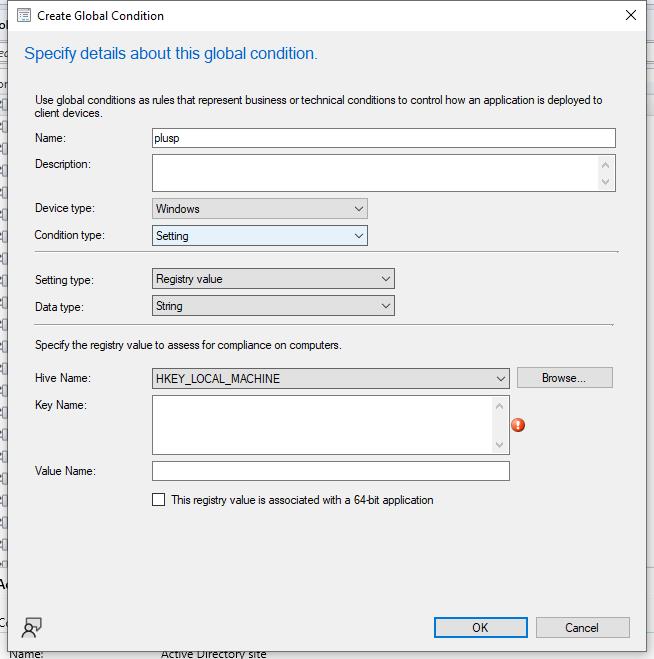 Create Global Condition
Specify details about this global condition.
Use global conditions as rules that represent business or technical conditions to control how an application is deployed to
client devices.
Name: plusp
Description:
Device type: Windows
Condition type: Setting
Setting type: Registry value
Data type: String
Specify the registry value to assess for compliance on computers.
Hive Name: HKEY_LOCAL_MACHINE Browse...
Key Name:
Value Name:
This registry value is associated with a 64-bit application
OK Cancel
Name: Active Directory site